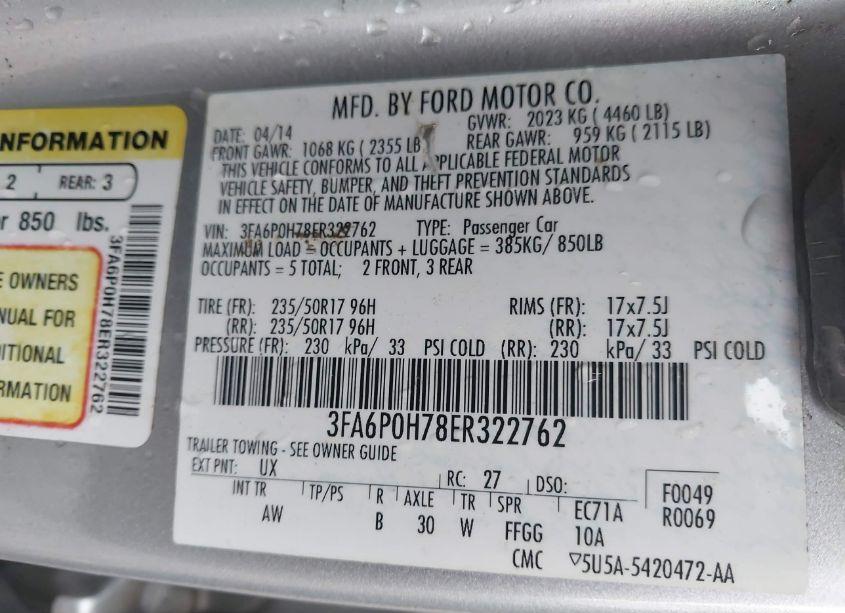 NFORMATION
2 REAR: 3
850 lbs.
OWNERS
NUAL FOR
DITIONAL
ORMATION
3FA6P0H78ER322762
MFD. BY FORD MOTOR CO.
DATE: 04/14 GVWR: 2023 KG ( 4460 LB)
FRONT GAWR: 1068 KG ( 2355 LB REAR GAWR: 959 KG ( 2115 LB)
THIS VEHICLE CONFORMS TO ALL A PLICABLE FEDERAL MOTOR
VEHICLE SAFETY, BUMPER, AND THEFT PREVENTION STANDARDS
IN EFFECT ON THE DATE OF MANUFACTURE SHOWN ABOVE.
VIN: 3FA6P0H78ER322762 TYPE: Passenger Car
MAXIMUM LOAD = OCCUPANTS + LUGGAGE = 385KG/ 850LB
OCCUPANTS = 5 TOTAL; 2 FRONT, 3 REAR
TIRE (FR): 235/50R17 96H RIMS (FR): 17x7.5J
(RR): 235/50R17 96H (RR): 17x7.5J
PRESSURE (FR): 230 kPa/ 33 PSI COLD (RR): 230 kPa/ 33 PSI COLD
3FA6P0H78ER322762
TRAILER TOWING - SEE OWNER GUIDE
EXT PNT: UX RC: 27 DSO: F0049
INT TR TP/PS R AXLE TR SPR EC71A R0069
AW B 30 W FFGG 10A
CMC ▽5U5A-5420472-AA